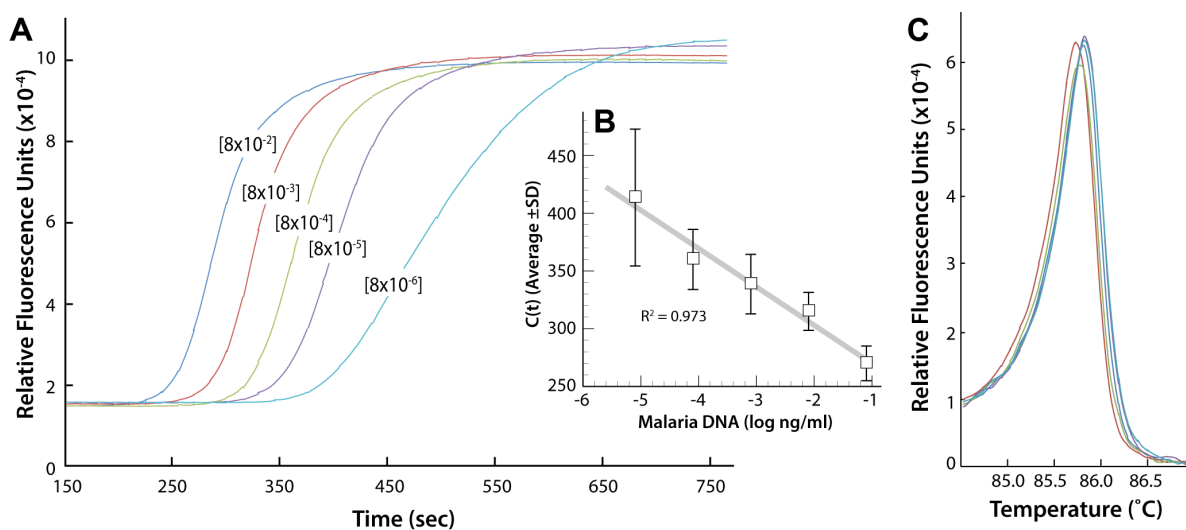 A
Relative Fluorescence Units (x10⁻⁴)
10
8
6
4
2
0
150
250
350
450
550
650
750
Time (sec)
[8x10⁻²]
[8x10⁻³]
[8x10⁻⁴]
[8x10⁻⁵]
[8x10⁻⁶]
B
C(t) (Average ±SD)
450
400
350
300
250
R² = 0.973
-6
-5
-4
-3
-2
-1
Malaria DNA (log ng/ml)
C
Relative Fluorescence Units (x10⁻⁴)
6
5
4
3
2
1
0
85.0
85.5
86.0
86.5
Temperature (˚C)